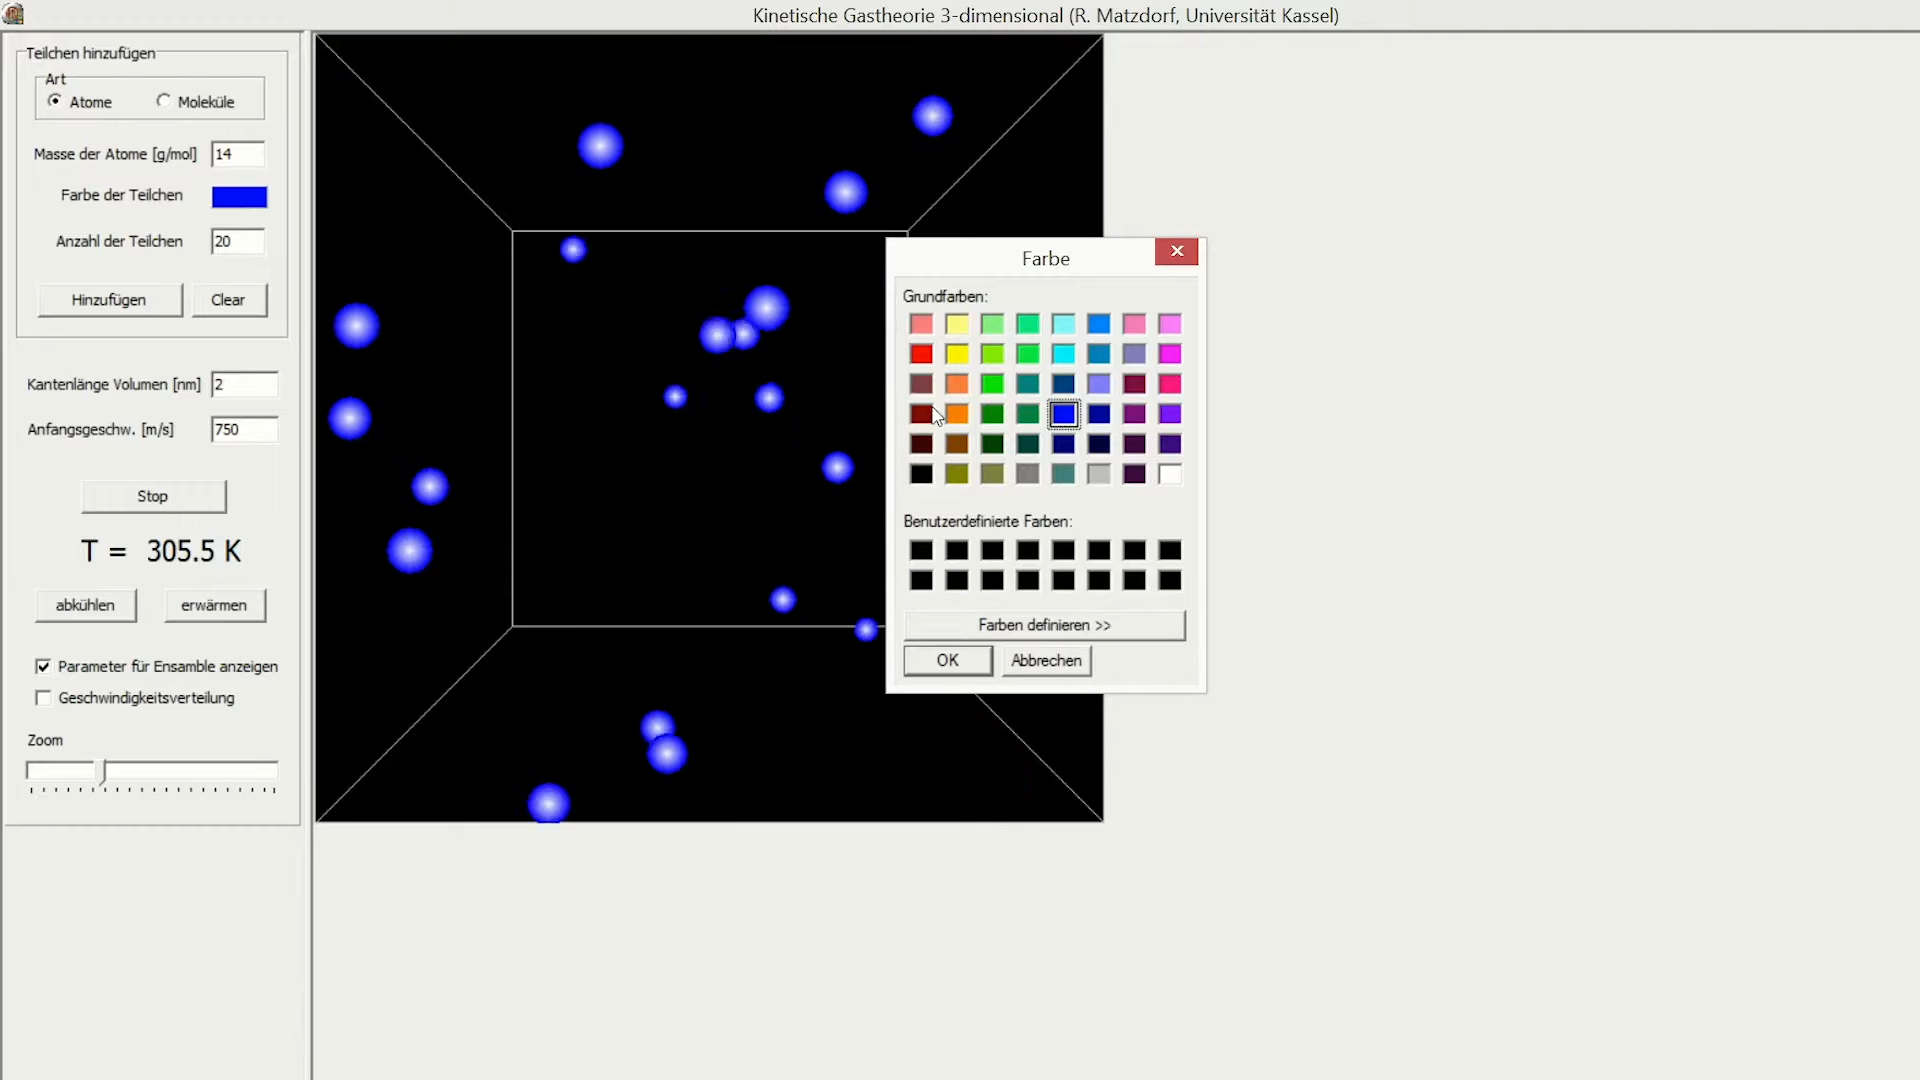 Kinetische Gastheorie 3-dimensional (R. Matzdorf, Universität Kassel)
Teilchen hinzufügen
Art
Atome Moleküle
Masse der Atome [g/mol] 14
Farbe der Teilchen
Anzahl der Teilchen 20
Hinzufügen Clear
Kantenlänge Volumen [nm] 2
Anfangsgeschw. [m/s] 750
Stop
T = 305.5 K
abkühlen erwärmen
Parameter für Ensamble anzeigen
Geschwindigkeitsverteilung
Zoom
Farbe
Grundfarben:
Benutzerdefinierte Farben:
Farben definieren >>
OK Abbrechen